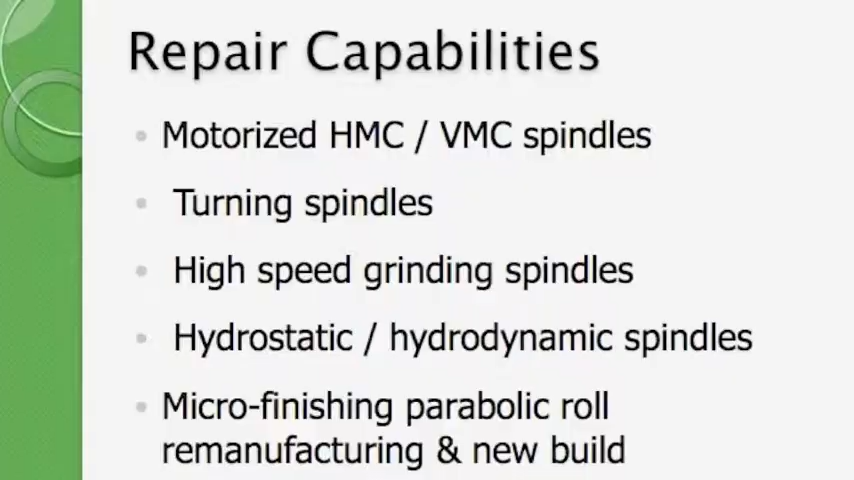 Repair Capabilities
Motorized HMC / VMC spindles
Turning spindles
High speed grinding spindles
Hydrostatic / hydrodynamic spindles
Micro-finishing parabolic roll
remanufacturing & new build